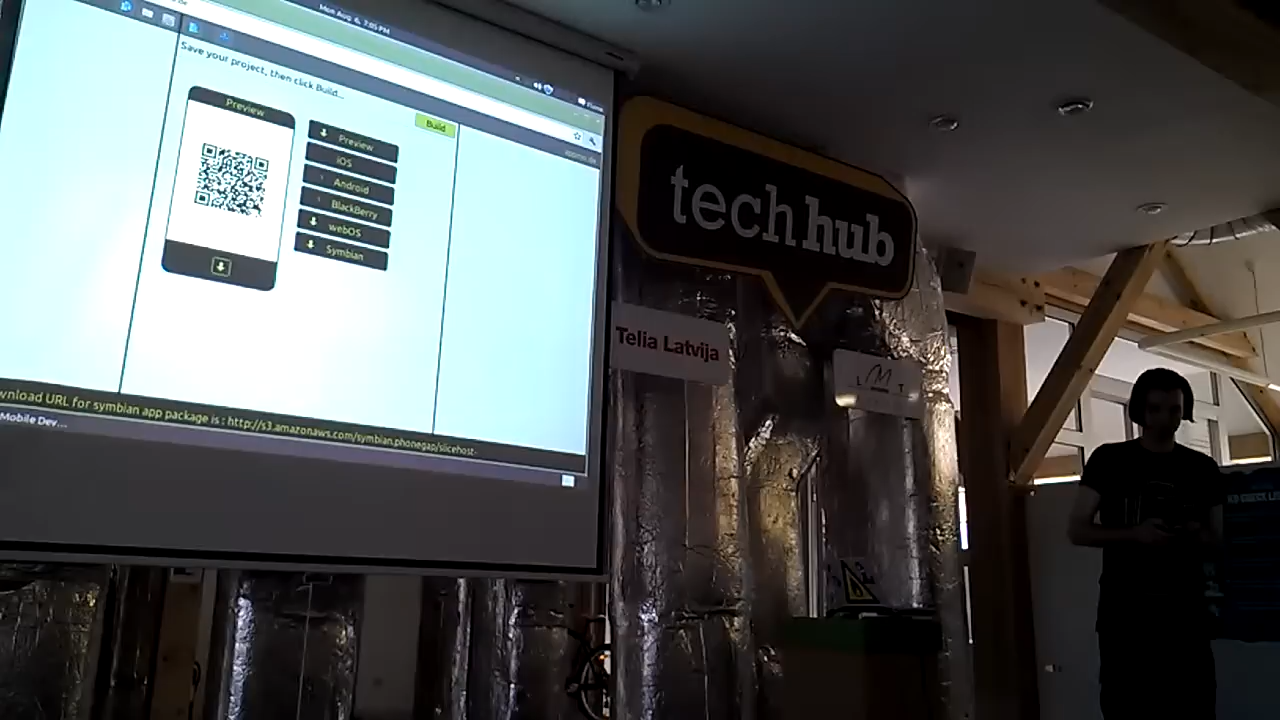 Mon Aug 6, 7:05 PM
Save your project, then click Build...
Build
Preview
Preview
iOS
Android
BlackBerry
webOS
Symbian
wnload URL for symbian app package is : http://s3.amazonaws.com/symbian.phonegap/slicehost-
Mobile Dev...
techhub
Telia Latvija
L M T